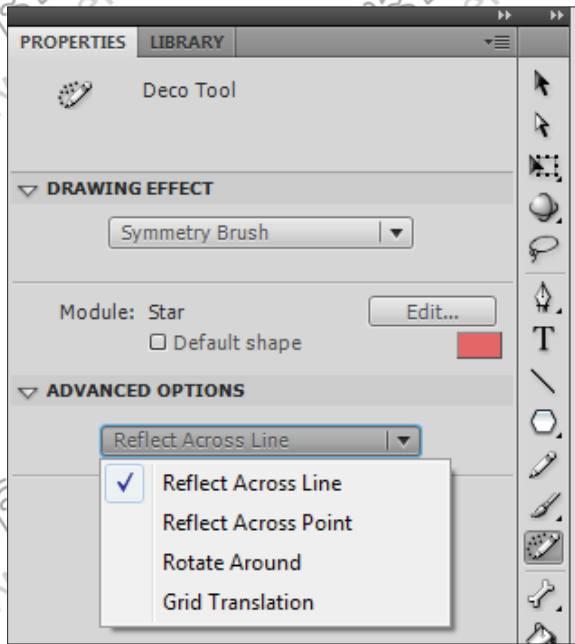 PROPERTIES LIBRARY
Deco Tool
DRAWING EFFECT
Symmetry Brush
Module: Star Edit...
Default shape
ADVANCED OPTIONS
Reflect Across Line
Reflect Across Line
Reflect Across Point
Rotate Around
Grid Translation
T